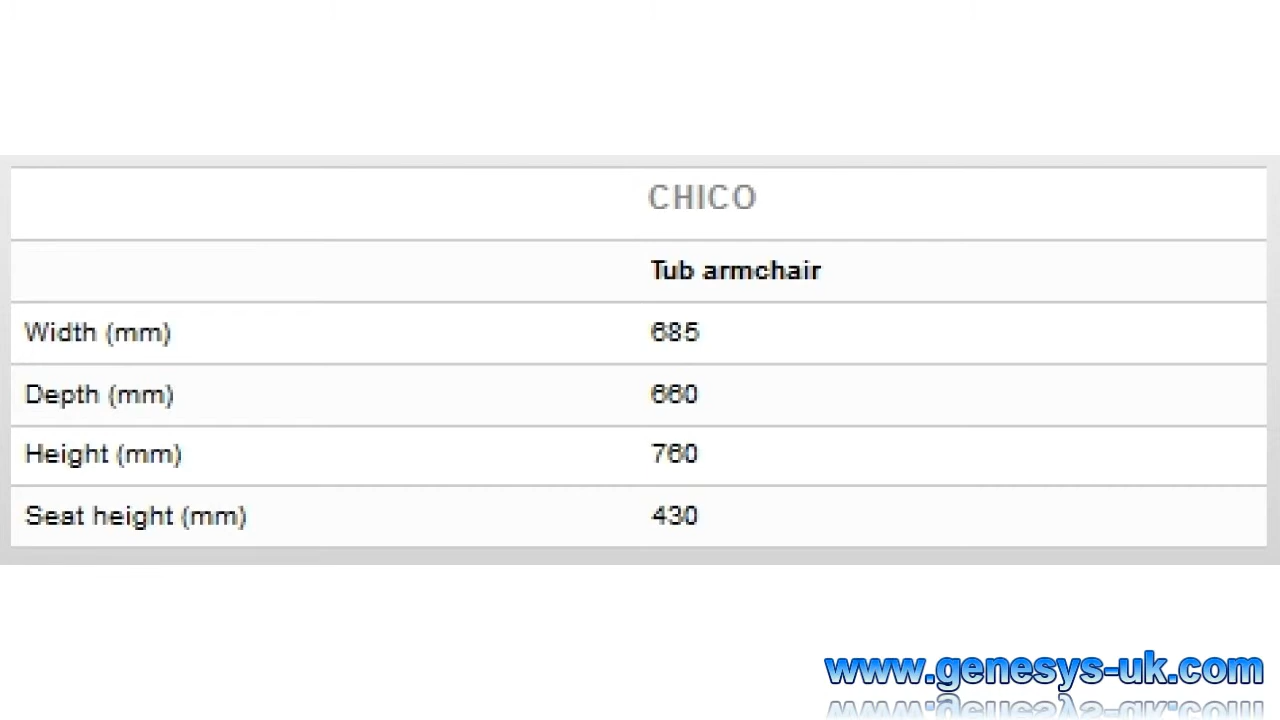 CHICO
Tub armchair
Width (mm) 685
Depth (mm) 660
Height (mm) 760
Seat height (mm) 430
www.genesys-uk.com